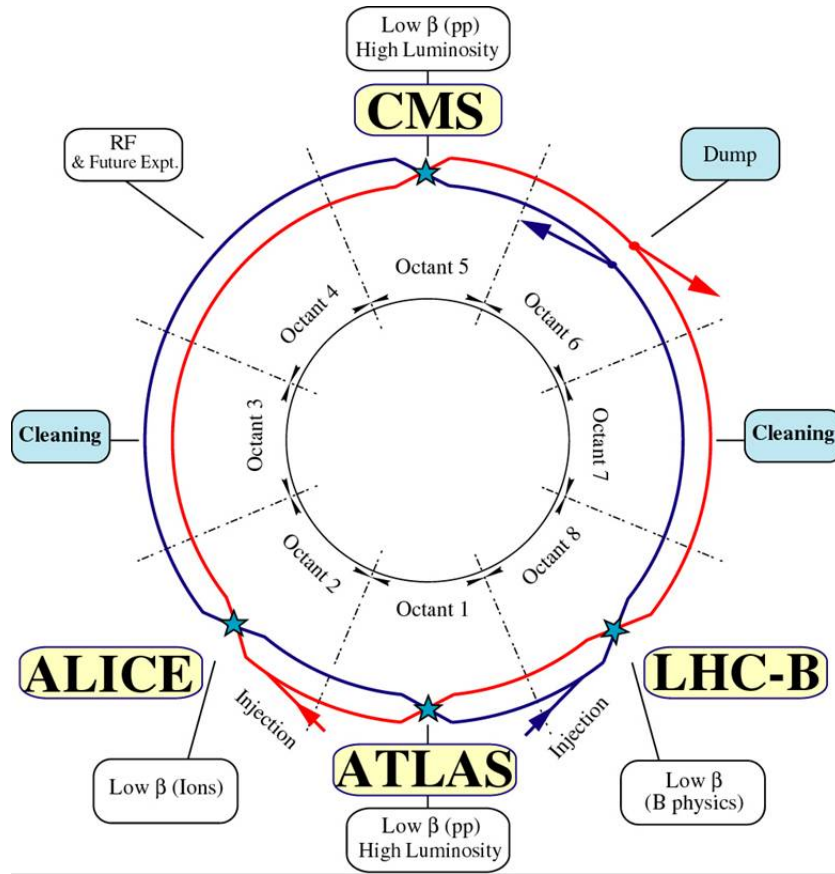 Low β (pp)
High Luminosity
CMS
RF
& Future Expt.
Dump
Octant 5
Octant 4
Octant 6
Cleaning
Octant 3
Octant 7
Cleaning
Octant 2
Octant 8
Octant 1
ALICE
LHC-B
Injection
Injection
ATLAS
Low β (Ions)
Low β
(B physics)
Low β (pp)
High Luminosity